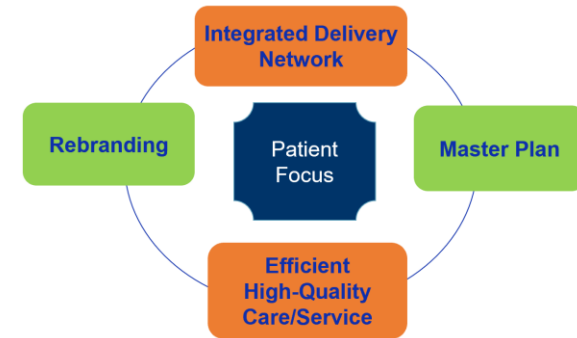 Integrated Delivery
Network
Rebranding
Patient
Focus
Master Plan
Efficient
High-Quality
Care/Service